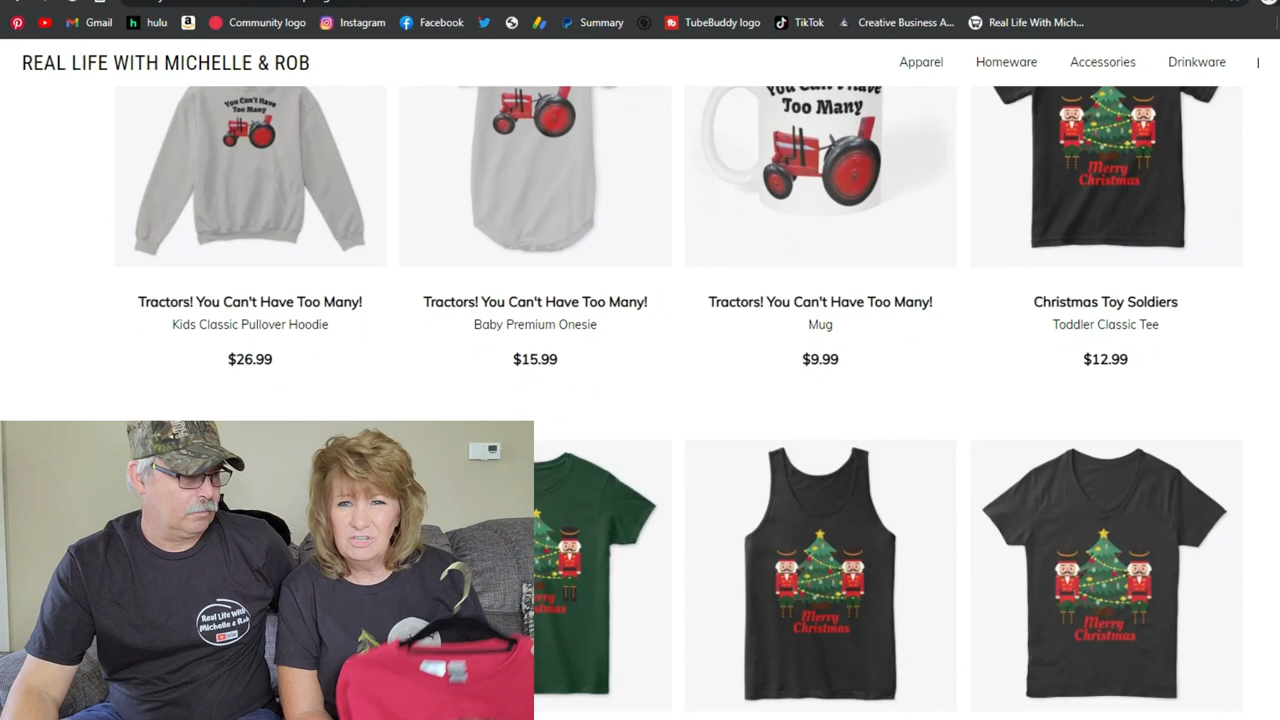 Gmail
hulu
Community logo
Instagram
Facebook
Summary
TubeBuddy logo
TikTok
Creative Business A...
Real Life With Mich...
REAL LIFE WITH MICHELLE & ROB
Apparel
Homeware
Accessories
Drinkware
You Can't Have
Too Many
You Can't Have
Too Many
Merry
Christmas
Tractors! You Can't Have Too Many!
Kids Classic Pullover Hoodie
$26.99
Tractors! You Can't Have Too Many!
Baby Premium Onesie
$15.99
Tractors! You Can't Have Too Many!
Mug
$9.99
Christmas Toy Soldiers
Toddler Classic Tee
$12.99
Real Life With
Michelle & Rob
Merry
Christmas
Merry
Christmas